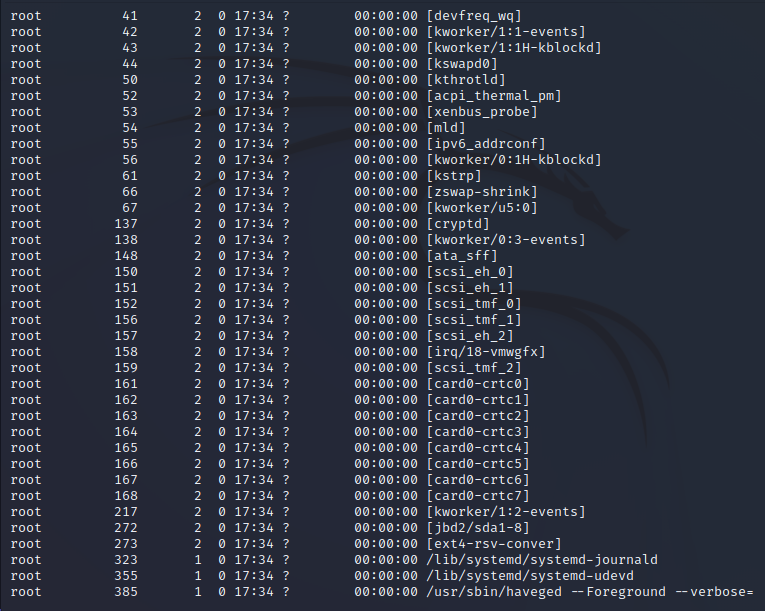 root 41 2 0 17:34 ? 00:00:00 [devfreq_wq]
root 42 2 0 17:34 ? 00:00:00 [kworker/1:1-events]
root 43 2 0 17:34 ? 00:00:00 [kworker/1:1H-kblockd]
root 44 2 0 17:34 ? 00:00:00 [kswapd0]
root 50 2 0 17:34 ? 00:00:00 [kthrotld]
root 52 2 0 17:34 ? 00:00:00 [acpi_thermal_pm]
root 53 2 0 17:34 ? 00:00:00 [xenbus_probe]
root 54 2 0 17:34 ? 00:00:00 [mld]
root 55 2 0 17:34 ? 00:00:00 [ipv6_addrconf]
root 56 2 0 17:34 ? 00:00:00 [kworker/0:1H-kblockd]
root 61 2 0 17:34 ? 00:00:00 [kstrp]
root 66 2 0 17:34 ? 00:00:00 [zswap-shrink]
root 67 2 0 17:34 ? 00:00:00 [kworker/u5:0]
root 137 2 0 17:34 ? 00:00:00 [cryptd]
root 138 2 0 17:34 ? 00:00:00 [kworker/0:3-events]
root 148 2 0 17:34 ? 00:00:00 [ata_sff]
root 150 2 0 17:34 ? 00:00:00 [scsi_eh_0]
root 151 2 0 17:34 ? 00:00:00 [scsi_eh_1]
root 152 2 0 17:34 ? 00:00:00 [scsi_tmf_0]
root 156 2 0 17:34 ? 00:00:00 [scsi_tmf_1]
root 157 2 0 17:34 ? 00:00:00 [scsi_eh_2]
root 158 2 0 17:34 ? 00:00:00 [irq/18-vmwgfx]
root 159 2 0 17:34 ? 00:00:00 [scsi_tmf_2]
root 161 2 0 17:34 ? 00:00:00 [card0-crtc0]
root 162 2 0 17:34 ? 00:00:00 [card0-crtc1]
root 163 2 0 17:34 ? 00:00:00 [card0-crtc2]
root 164 2 0 17:34 ? 00:00:00 [card0-crtc3]
root 165 2 0 17:34 ? 00:00:00 [card0-crtc4]
root 166 2 0 17:34 ? 00:00:00 [card0-crtc5]
root 167 2 0 17:34 ? 00:00:00 [card0-crtc6]
root 168 2 0 17:34 ? 00:00:00 [card0-crtc7]
root 217 2 0 17:34 ? 00:00:00 [kworker/1:2-events]
root 272 2 0 17:34 ? 00:00:00 [jbd2/sda1-8]
root 273 2 0 17:34 ? 00:00:00 [ext4-rsv-conver]
root 323 1 0 17:34 ? 00:00:00 /lib/systemd/systemd-journald
root 355 1 0 17:34 ? 00:00:00 /lib/systemd/systemd-udevd
root 385 1 0 17:34 ? 00:00:00 /usr/sbin/haveged --Foreground --verbose=